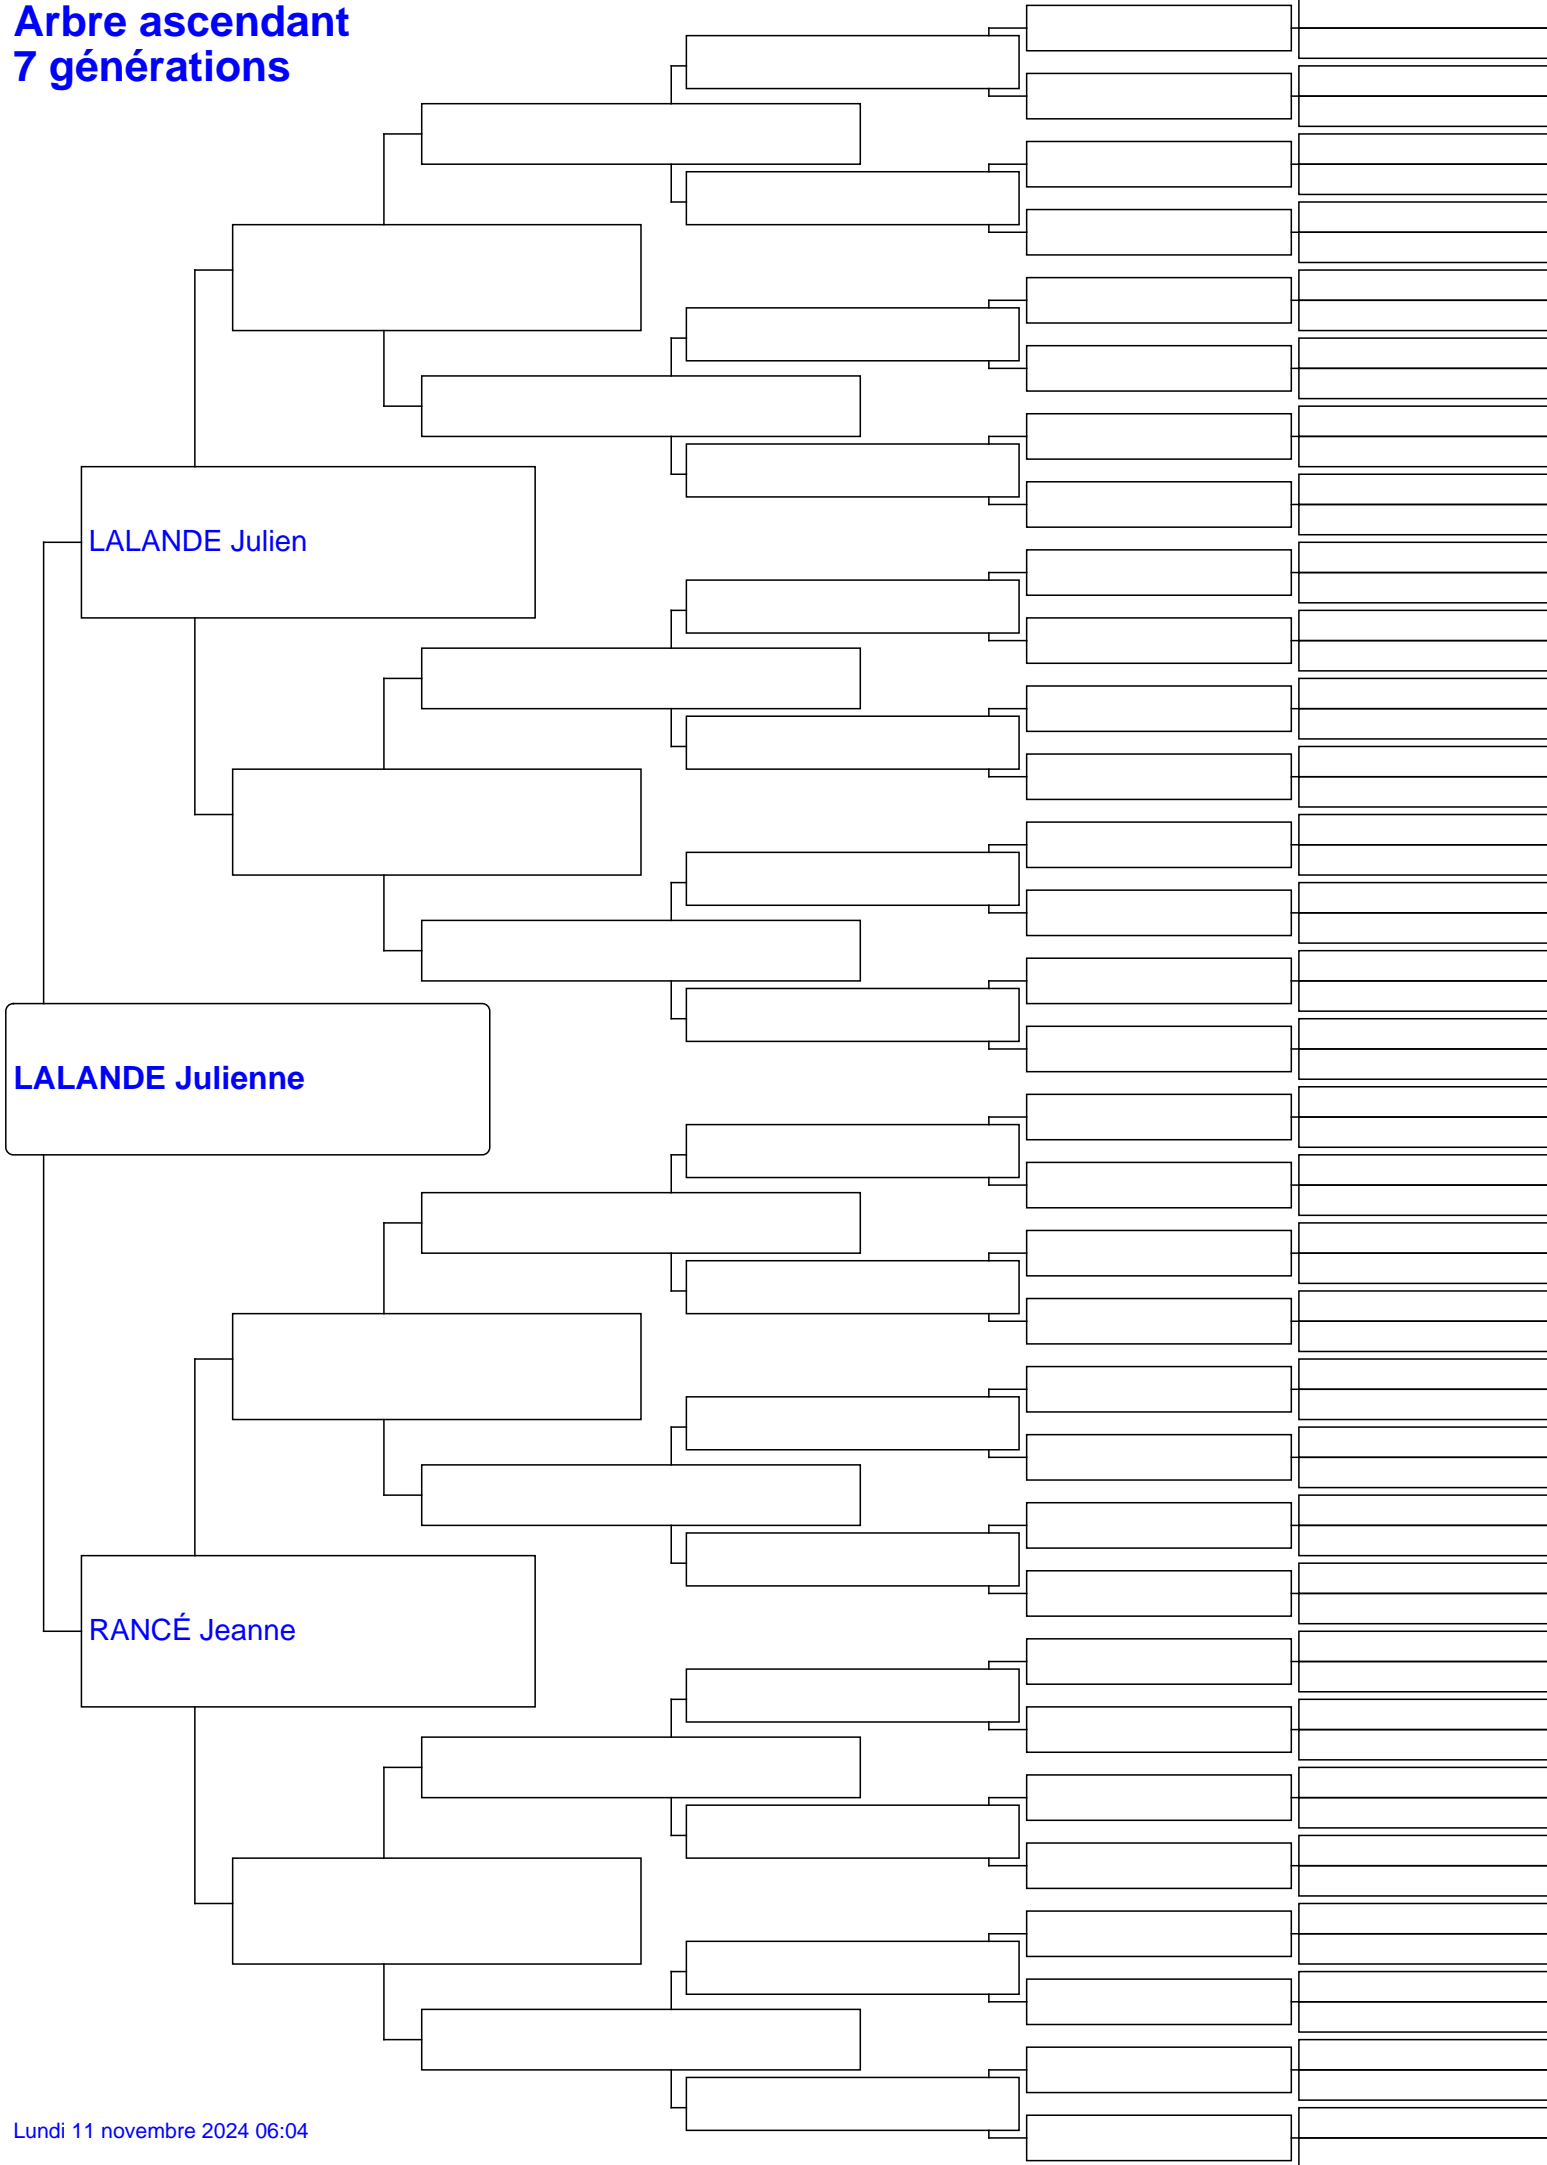 Arbre ascendant
7 générations
LALANDE Julien
LALANDE Julienne
RANCÉ Jeanne
Lundi 11 novembre 2024 06:04